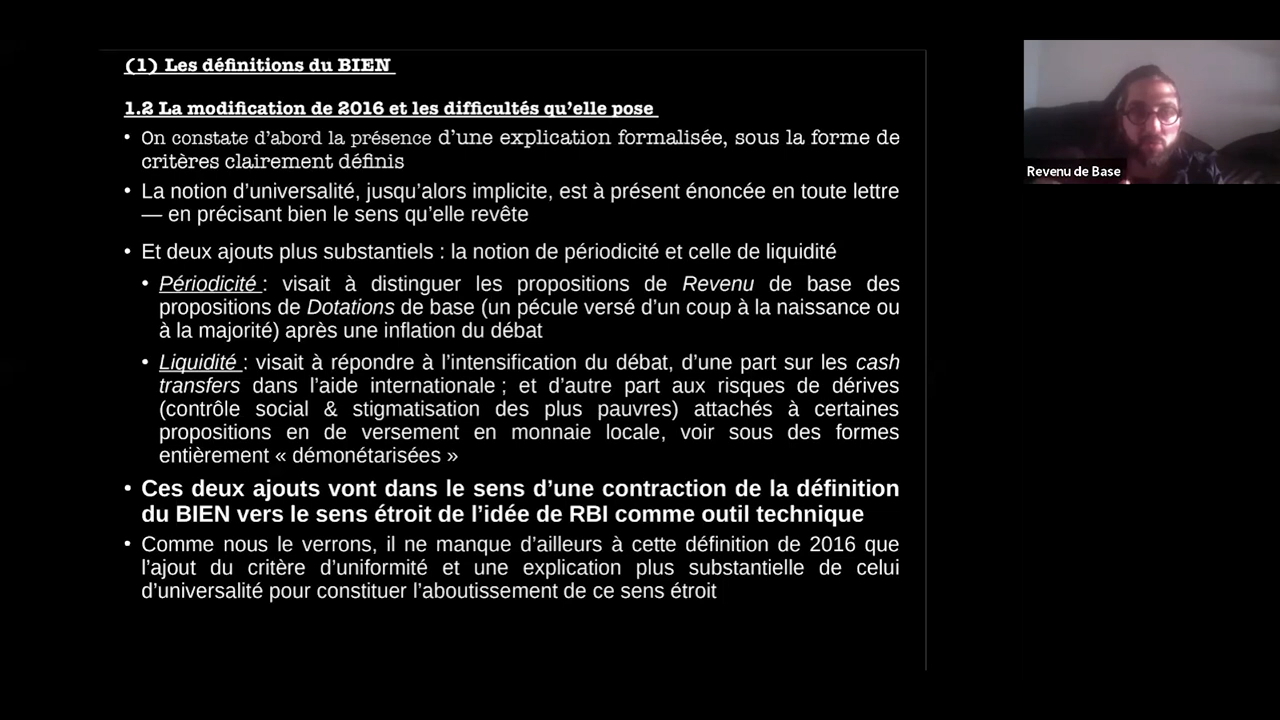 (1) Les définitions du BIEN
1.2 La modification de 2016 et les difficultés qu'elle pose
• On constate d'abord la présence d'une explication formalisée, sous la forme de
critères clairement définis
• La notion d'universalité, jusqu'alors implicite, est à présent énoncée en toute lettre
— en précisant bien le sens qu'elle revête
• Et deux ajouts plus substantiels : la notion de périodicité et celle de liquidité
• Périodicité : visait à distinguer les propositions de Revenu de base des
propositions de Dotations de base (un pécule versé d'un coup à la naissance ou
à la majorité) après une inflation du débat
• Liquidité : visait à répondre à l'intensification du débat, d'une part sur les cash
transfers dans l'aide internationale ; et d'autre part aux risques de dérives
(contrôle social & stigmatisation des plus pauvres) attachés à certaines
propositions en de versement en monnaie locale, voir sous des formes
entièrement « démonétarisées »
• Ces deux ajouts vont dans le sens d'une contraction de la définition
du BIEN vers le sens étroit de l'idée de RBI comme outil technique
• Comme nous le verrons, il ne manque d'ailleurs à cette définition de 2016 que
l'ajout du critère d'uniformité et une explication plus substantielle de celui
d'universalité pour constituer l'aboutissement de ce sens étroit
Revenu de Base